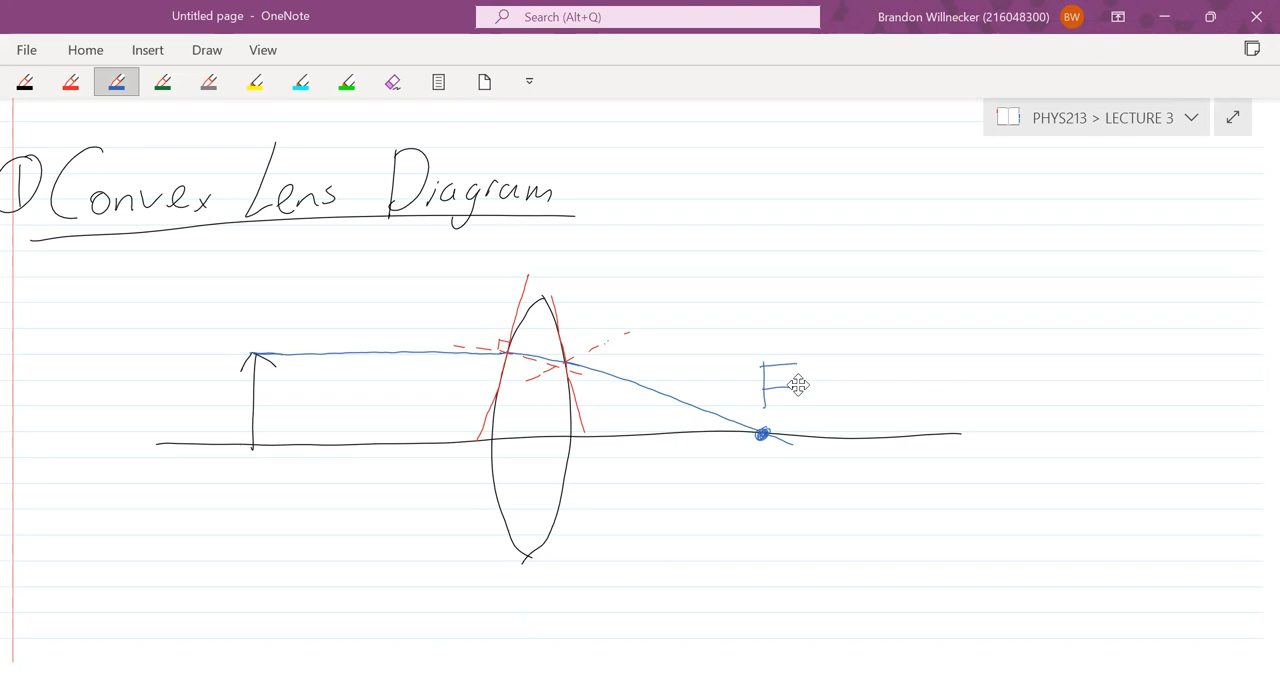 Untitled page - OneNote
Search (Alt+Q)
Brandon Willnecker (216048300)
BW
File Home Insert Draw View
PHYS213 > LECTURE 3
① Convex Lens Diagram
F